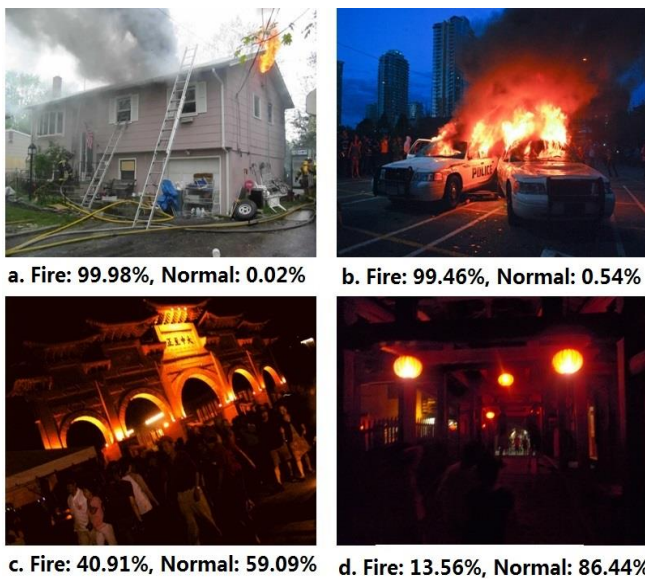 a. Fire: 99.98%, Normal: 0.02%
POLICE
b. Fire: 99.46%, Normal: 0.54%
c. Fire: 40.91%, Normal: 59.09%
d. Fire: 13.56%, Normal: 86.44%